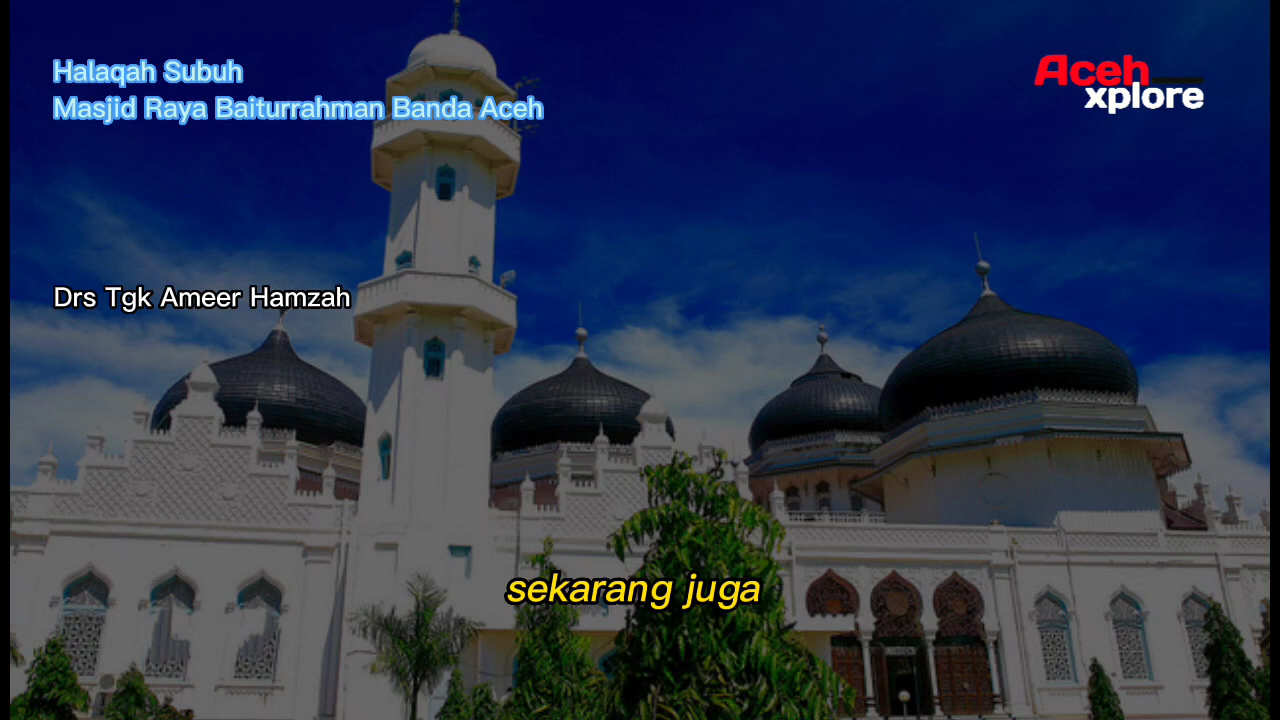 Halaqah Subuh
Masjid Raya Baiturrahman Banda Aceh
Aceh
xplore
Drs Tgk Ameer Hamzah
sekarang juga